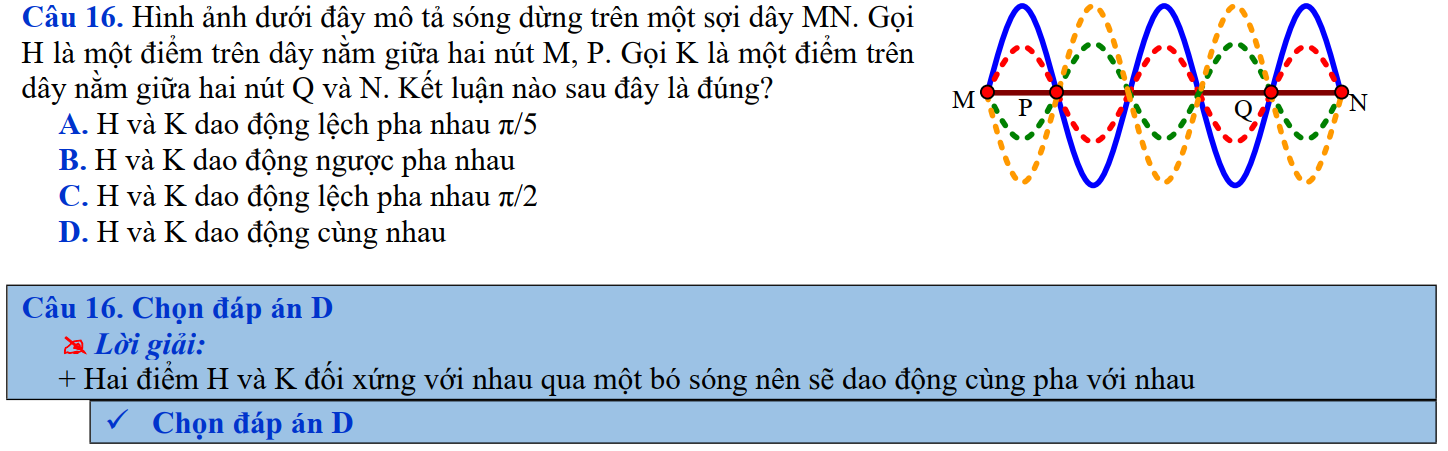 Câu 16. Hình ảnh dưới đây mô tả sóng dừng trên một sợi dây MN. Gọi
H là một điểm trên dây nằm giữa hai nút M, P. Gọi K là một điểm trên
dây nằm giữa hai nút Q và N. Kết luận nào sau đây là đúng?
A. H và K dao động lệch pha nhau π/5
B. H và K dao động ngược pha nhau
C. H và K dao động lệch pha nhau π/2
D. H và K dao động cùng nhau
M P Q N
Câu 16. Chọn đáp án D
Lời giải:
+ Hai điểm H và K đối xứng với nhau qua một bó sóng nên sẽ dao động cùng pha với nhau
✓ Chọn đáp án D